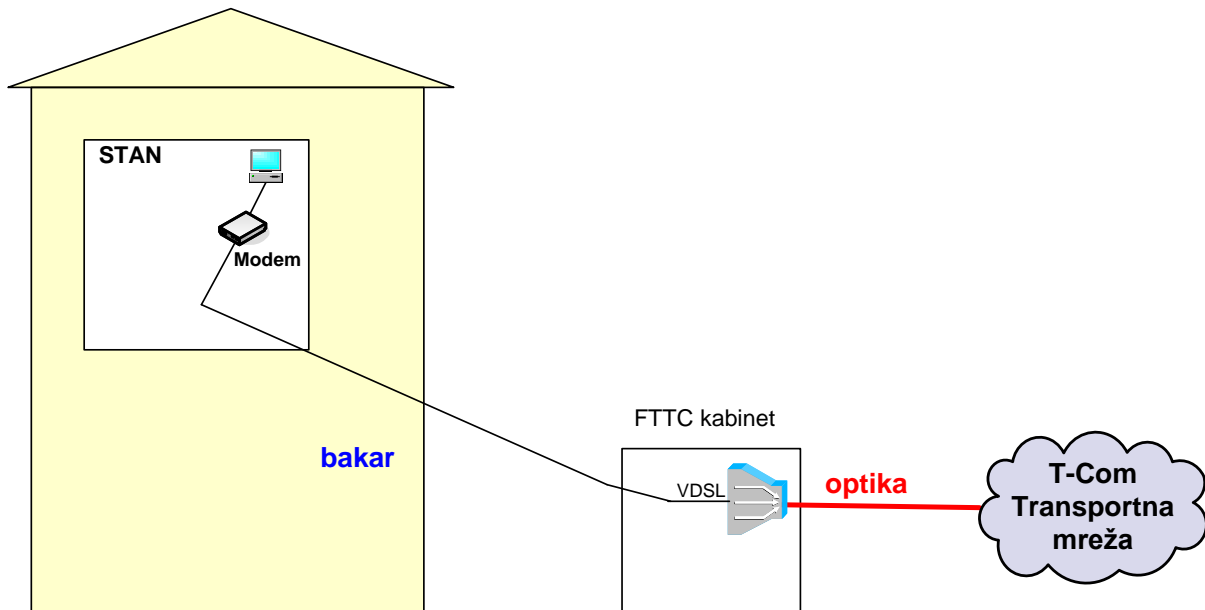 STAN
Modem
bakar
FTTC kabinet
VDSL
optika
T-Com
Transportna
mreža